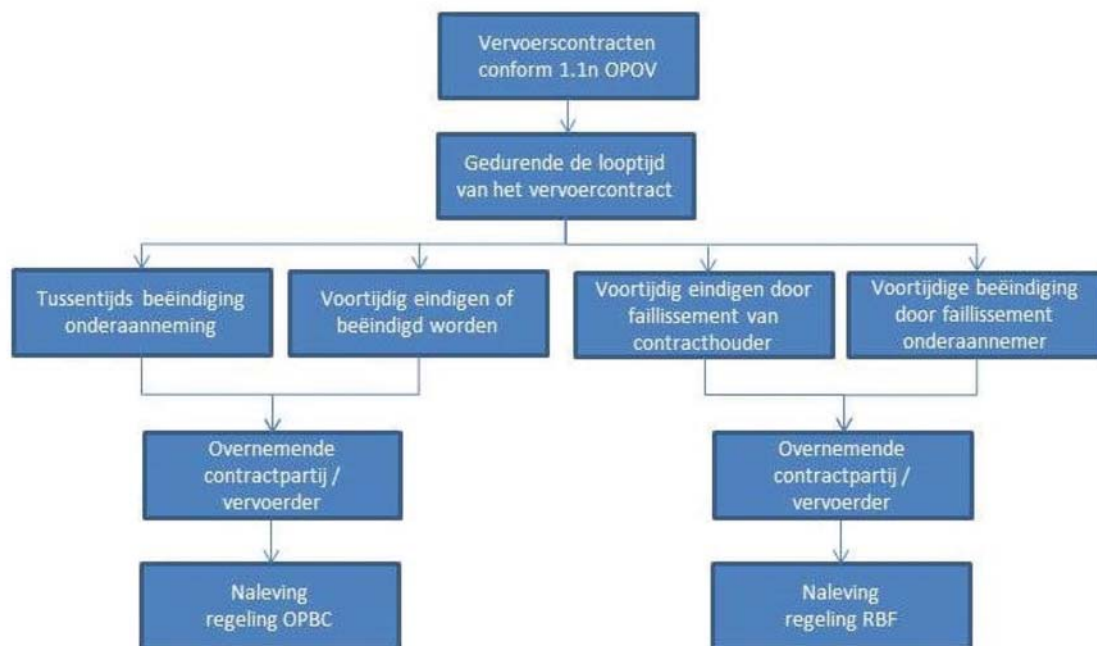 Vervoerscontracten
conform 1.1n OPOV
Gedurende de looptijd
van het vervoercontract
Tussentijds beëindiging
onderaanneming
Voortijdig eindigen of
beëindigd worden
Voortijdig eindigen door
faillissement van
contracthouder
Voortijdige beëindiging
door faillissement
onderaannemer
Overnemende
contractpartij /
vervoerder
Overnemende
contractpartij /
vervoerder
Naleving
regeling OPBC
Naleving
regeling RBF